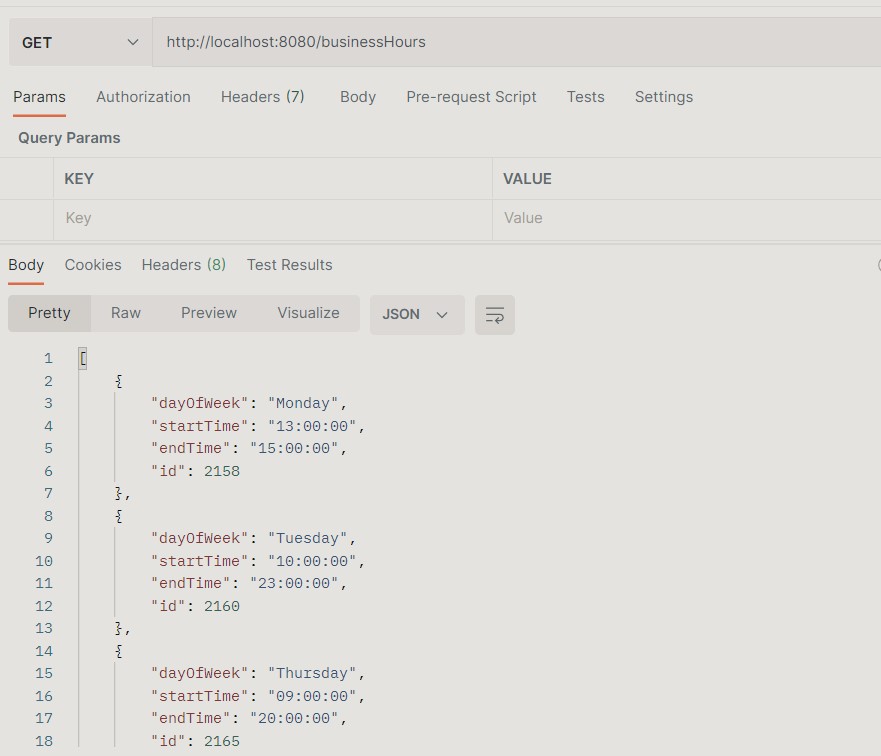 GET http://localhost:8080/businessHours
Params Authorization Headers (7) Body Pre-request Script Tests Settings
Query Params
KEY VALUE
Key Value
Body Cookies Headers (8) Test Results
Pretty Raw Preview Visualize JSON
1 [
2 {
3 "dayOfWeek": "Monday",
4 "startTime": "13:00:00",
5 "endTime": "15:00:00",
6 "id": 2158
7 },
8 {
9 "dayOfWeek": "Tuesday",
10 "startTime": "10:00:00",
11 "endTime": "23:00:00",
12 "id": 2160
13 },
14 {
15 "dayOfWeek": "Thursday",
16 "startTime": "09:00:00",
17 "endTime": "20:00:00",
18 "id": 2165